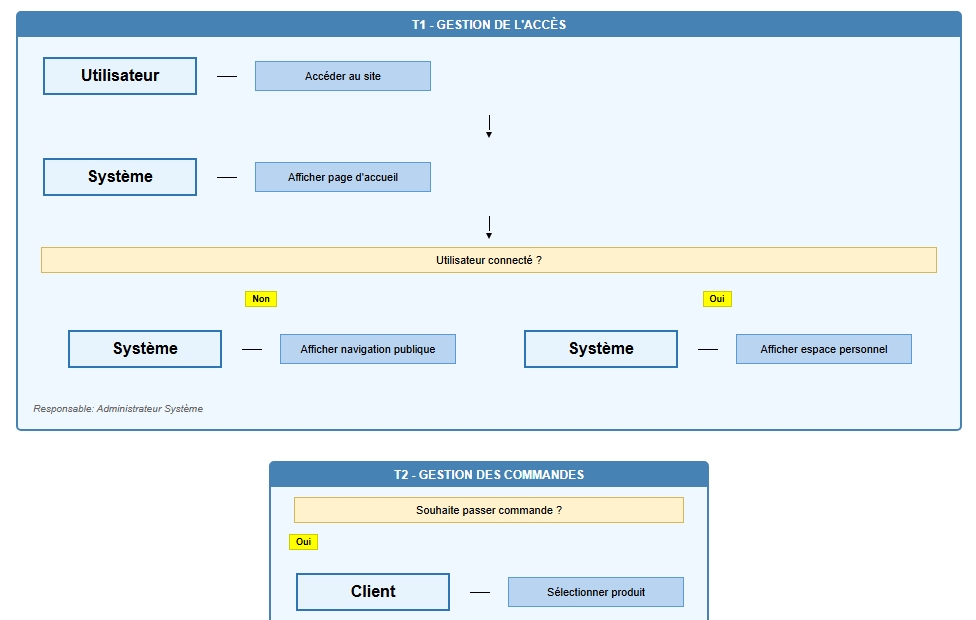 T1 - GESTION DE L'ACCÈS
Utilisateur
Accéder au site
Système
Afficher page d'accueil
Utilisateur connecté ?
Non
Oui
Système
Afficher navigation publique
Système
Afficher espace personnel
Responsable: Administrateur Système
T2 - GESTION DES COMMANDES
Souhaite passer commande ?
Oui
Client
Sélectionner produit